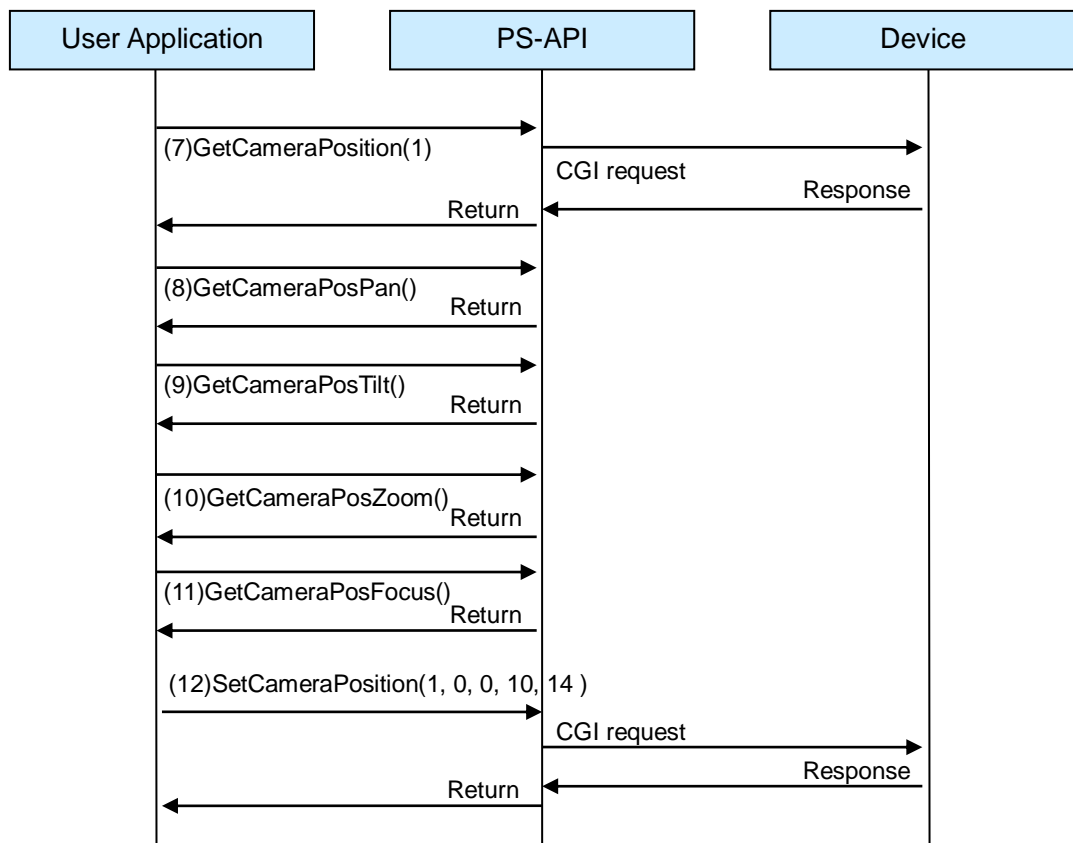 User Application
PS-API
Device
(7)GetCameraPosition(1)
CGI request
Response
Return
(8)GetCameraPosPan()
Return
(9)GetCameraPosTilt()
Return
(10)GetCameraPosZoom()
Return
(11)GetCameraPosFocus()
Return
(12)SetCameraPosition(1, 0, 0, 10, 14 )
CGI request
Response
Return